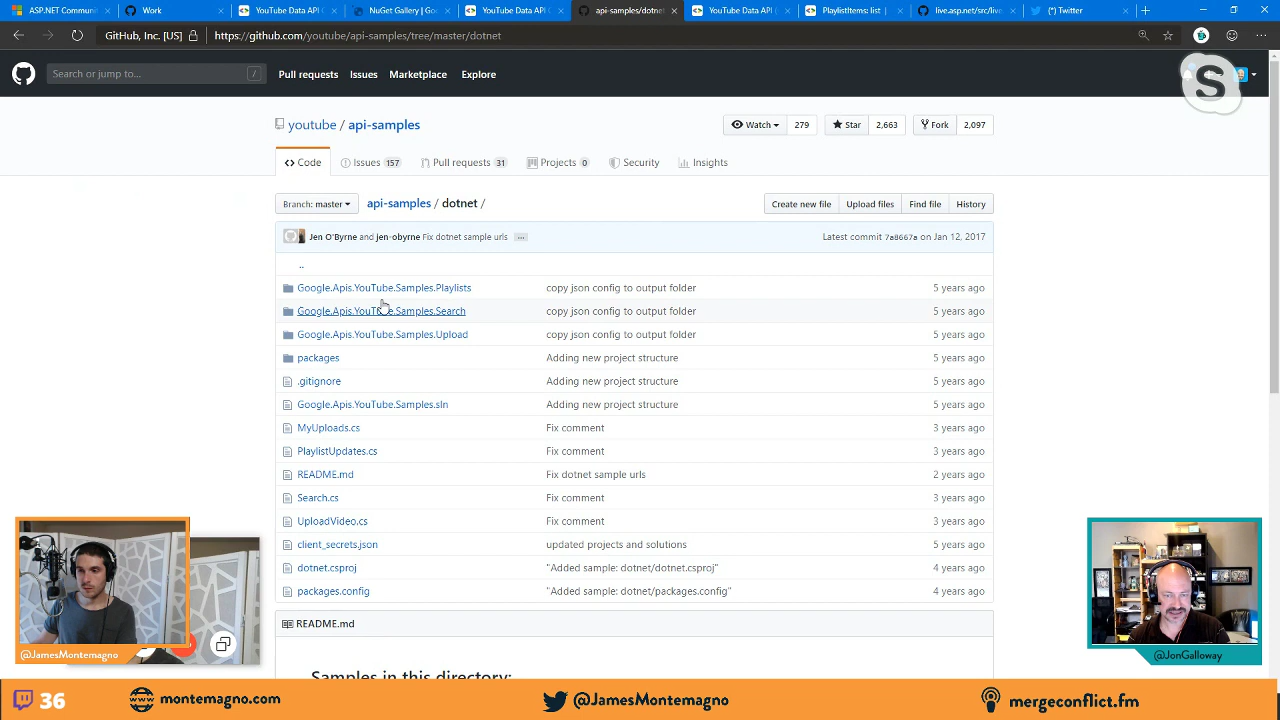 ASP.NET Commun
Work
YouTube Data API (
NuGet Gallery | Goo
YouTube Data API (
api-samples/dotnet
YouTube Data API (
PlaylistItems: list |
live.asp.net/src/live
(*) Twitter
GitHub, Inc. [US]
https://github.com/youtube/api-samples/tree/master/dotnet
Search or jump to...
/
Pull requests
Issues
Marketplace
Explore
youtube / api-samples
Watch
279
Star
2,663
Fork
2,097
Code
Issues 157
Pull requests 31
Projects 0
Security
Insights
Branch: master
api-samples / dotnet /
Create new file
Upload files
Find file
History
Jen O'Byrne and jen-obyrne Fix dotnet sample urls ...
Latest commit 7a8667a on Jan 12, 2017
..
Google.Apis.YouTube.Samples.Playlists copy json config to output folder 5 years ago
Google.Apis.YouTube.Samples.Search copy json config to output folder 5 years ago
Google.Apis.YouTube.Samples.Upload copy json config to output folder 5 years ago
packages Adding new project structure 5 years ago
.gitignore Adding new project structure 5 years ago
Google.Apis.YouTube.Samples.sln Adding new project structure 5 years ago
MyUploads.cs Fix comment 3 years ago
PlaylistUpdates.cs Fix comment 3 years ago
README.md Fix dotnet sample urls 2 years ago
Search.cs Fix comment 3 years ago
UploadVideo.cs Fix comment 3 years ago
client_secrets.json updated projects and solutions 5 years ago
dotnet.csproj "Added sample: dotnet/dotnet.csproj" 4 years ago
packages.config "Added sample: dotnet/packages.config" 4 years ago
README.md
Samples in this directory:
@JamesMontemagno
@JonGalloway
36
montemagno.com
@JamesMontemagno
mergeconflict.fm